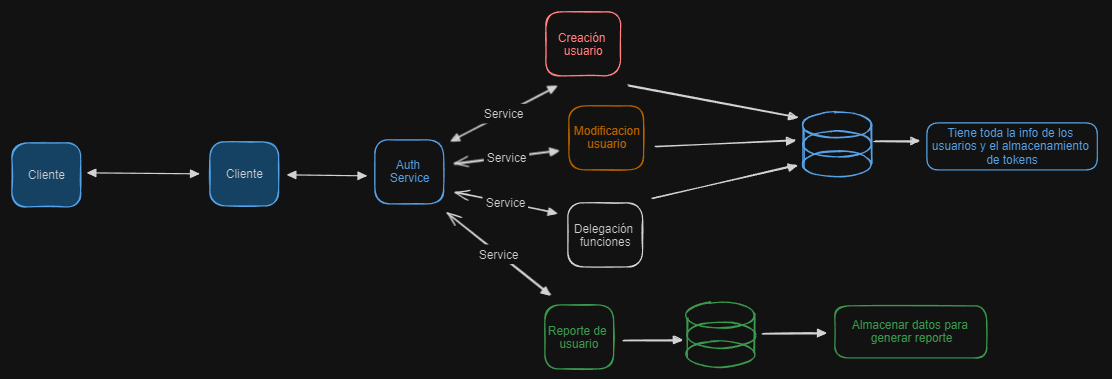 Creación
usuario
Service
Modificacion
usuario
Tiene toda la info de los
usuarios y el almacenamiento
de tokens
Cliente
Cliente
Auth
Service
Service
Service
Delegación
funciones
Service
Reporte de
usuario
Almacenar datos para
generar reporte